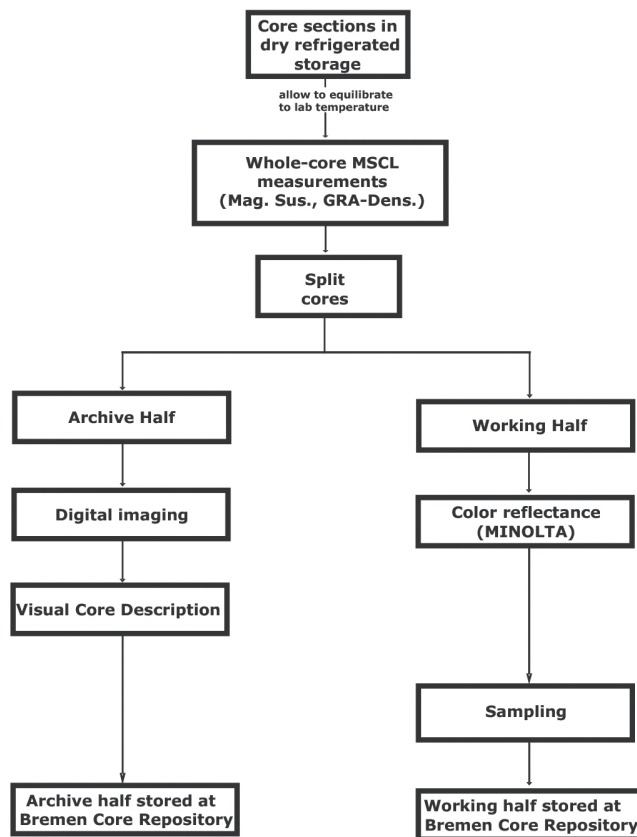 Core sections in
dry refrigerated
storage
allow to equilibrate
to lab temperature
Whole-core MSCL
measurements
(Mag. Sus., GRA-Dens.)
Split
cores
Archive Half
Digital imaging
Visual Core Description
Archive half stored at
Bremen Core Repository
Working Half
Color reflectance
(MINOLTA)
Sampling
Working half stored at
Bremen Core Repository